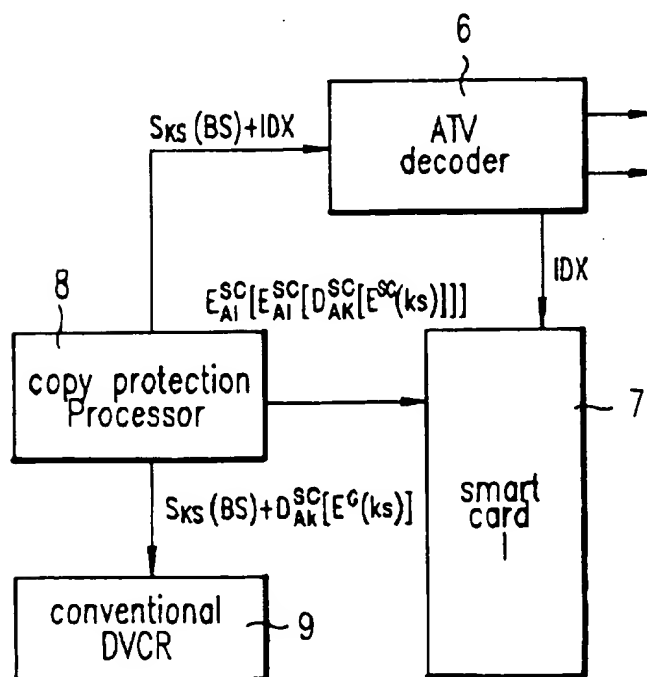 6
S_KS(BS)+IDX
ATV
decoder
IDX
8
E_AI^SC[E_AI^SC[D_AK^SC[E^SC(ks)]]]
copy protection
Processor
7
S_KS(BS)+D_Ak^SC[E^G(ks)]
smart
card
1
conventional
DVCR
9